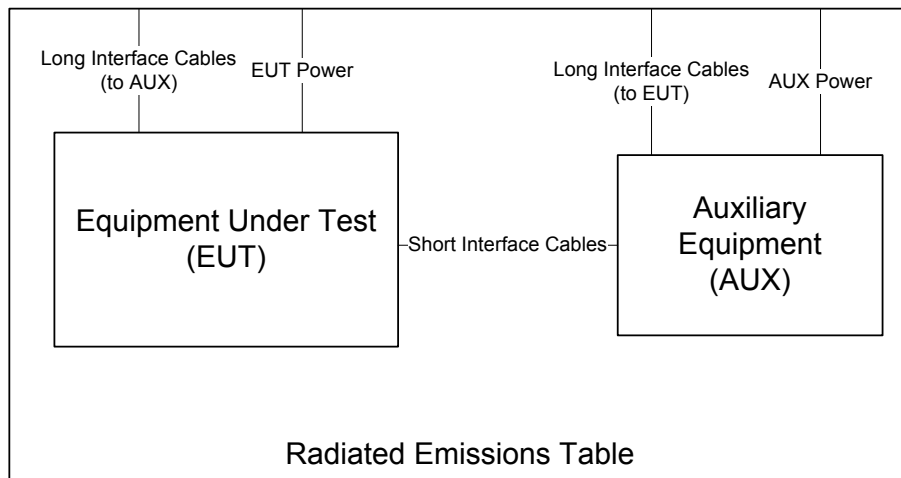 Long Interface Cables
(to AUX)
EUT Power
Long Interface Cables
(to EUT)
AUX Power
Equipment Under Test
(EUT)
Short Interface Cables
Auxiliary
Equipment
(AUX)
Radiated Emissions Table